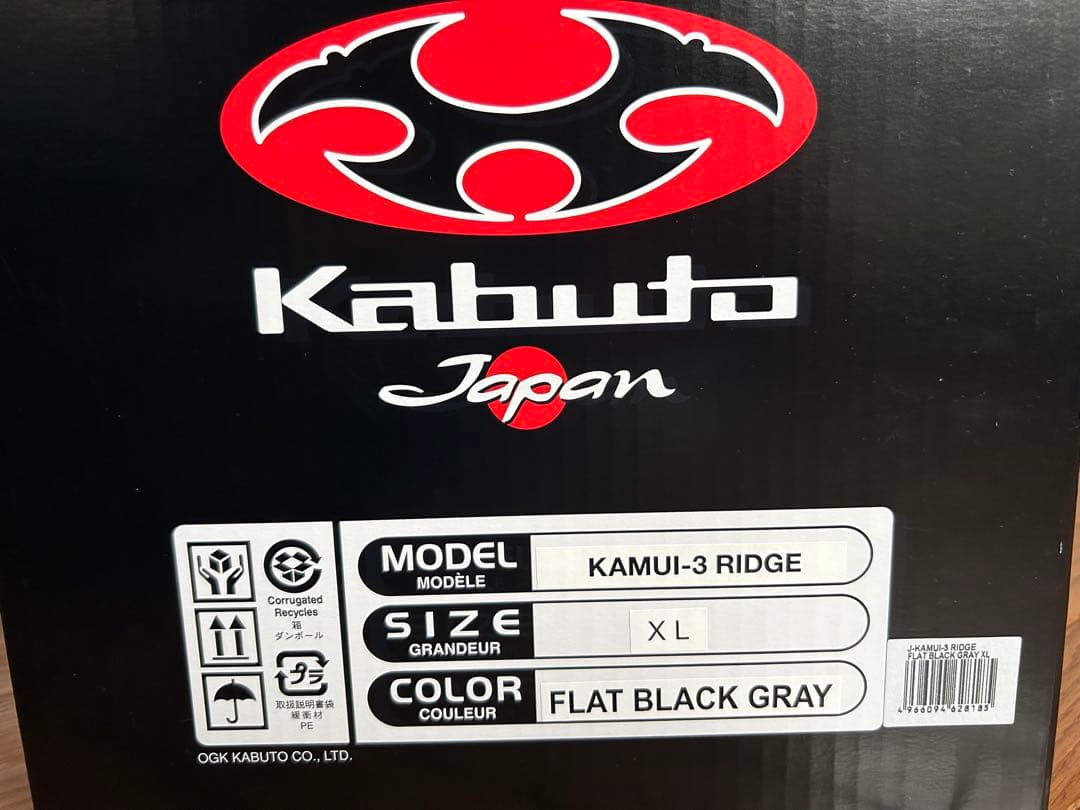 Kabuto
Japan
Corrugated
Recycles
箱
ダンボール
プラ
取扱説明書袋
緩衝材
PE
MODEL
MODÈLE
KAMUI-3 RIDGE
SIZE
GRANDEUR
XL
COLOR
COULEUR
FLAT BLACK GRAY
J-KAMUI-3 RIDGE
FLAT BLACK GRAY XL
4966094628185
OGK KABUTO CO., LTD.